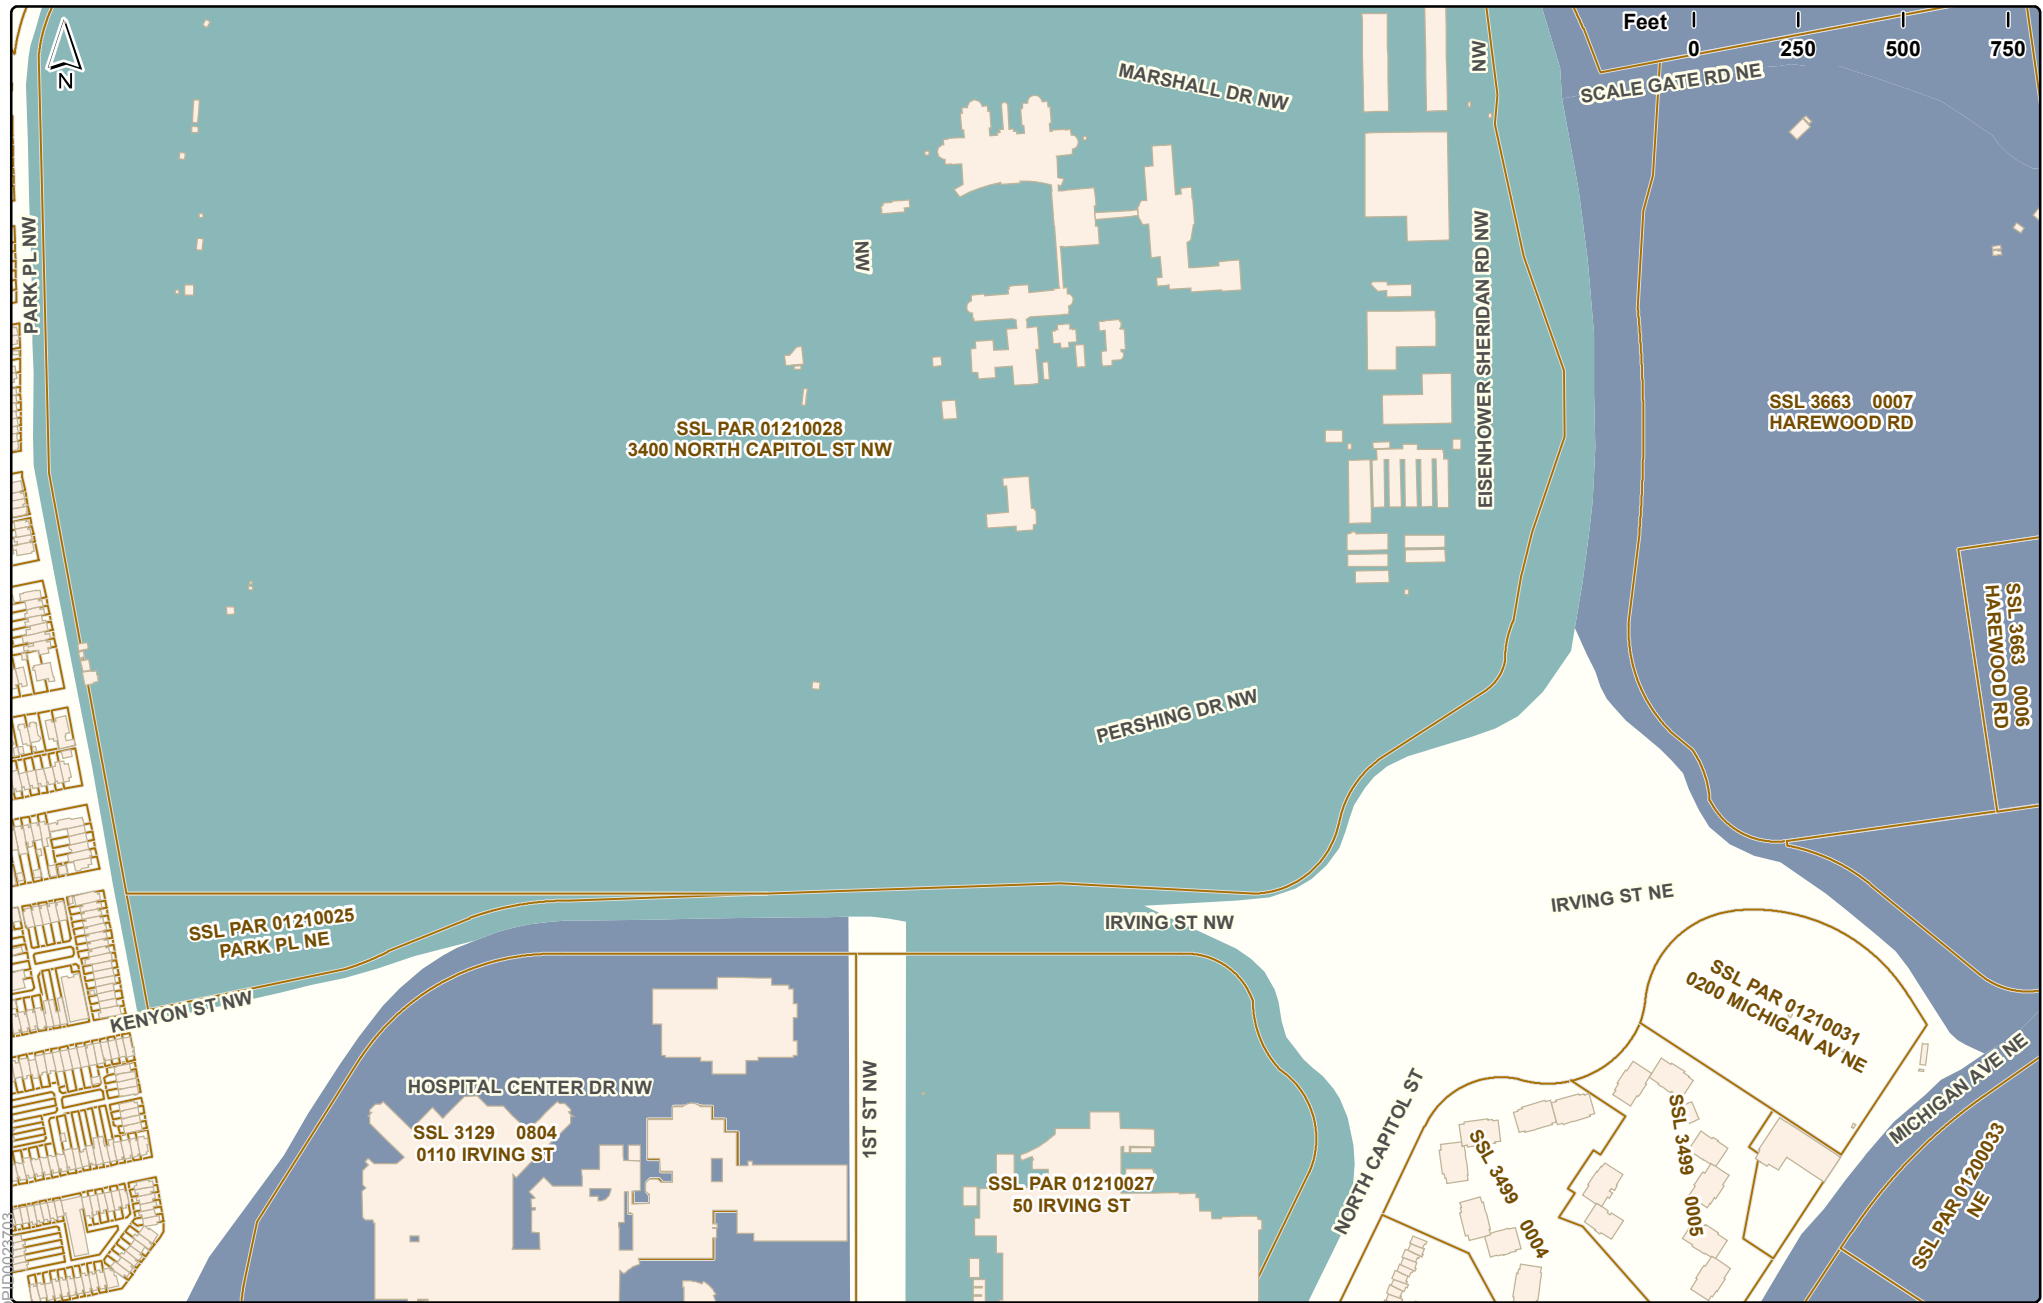 Feet
0 250 500 750
N
MARSHALL DR NW
NW
SCALE GATE RD NE
PARK PL NW
NW
EISENHOWER SHERIDAN RD NW
SSL PAR 01210028
3400 NORTH CAPITOL ST NW
SSL 3663 0007
HAREWOOD RD
SSL 3663 0006
HAREWOOD RD
PERSHING DR NW
SSL PAR 01210025
PARK PL NE
IRVING ST NW
IRVING ST NE
KENYON ST NW
SSL PAR 01210031
0200 MICHIGAN AV NE
MICHIGAN AVE NE
HOSPITAL CENTER DR NW
1ST ST NW
SSL 3129 0804
0110 IRVING ST
NORTH CAPITOL ST
SSL 3499 0004
SSL 3499 0005
SSL PAR 01200033
NE
SSL PAR 01210027
50 IRVING ST